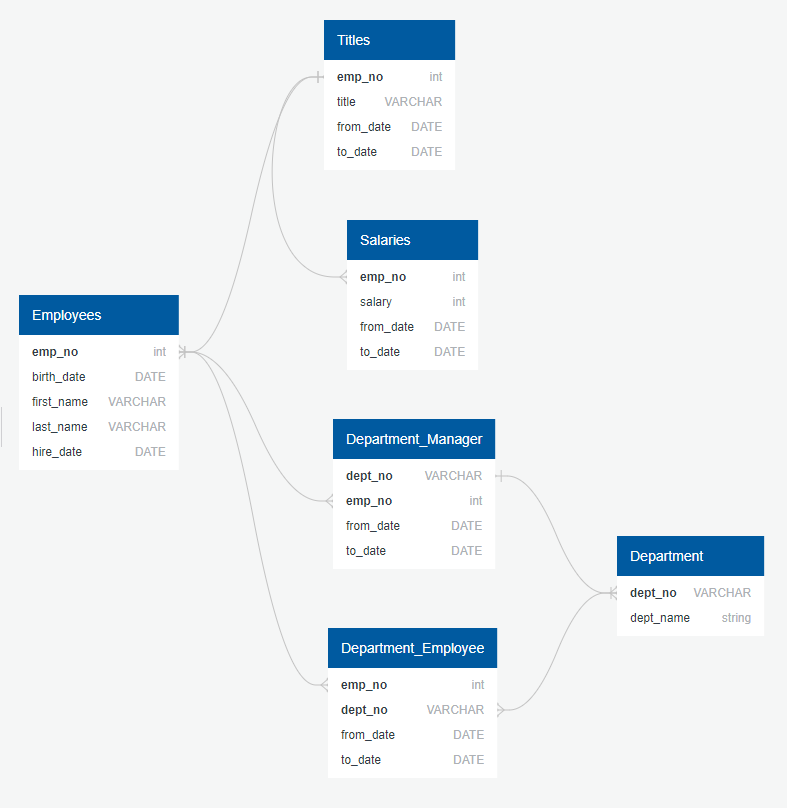 Titles
emp_no int
title VARCHAR
from_date DATE
to_date DATE
Salaries
emp_no int
salary int
from_date DATE
to_date DATE
Employees
emp_no int
birth_date DATE
first_name VARCHAR
last_name VARCHAR
hire_date DATE
Department_Manager
dept_no VARCHAR
emp_no int
from_date DATE
to_date DATE
Department
dept_no VARCHAR
dept_name string
Department_Employee
emp_no int
dept_no VARCHAR
from_date DATE
to_date DATE